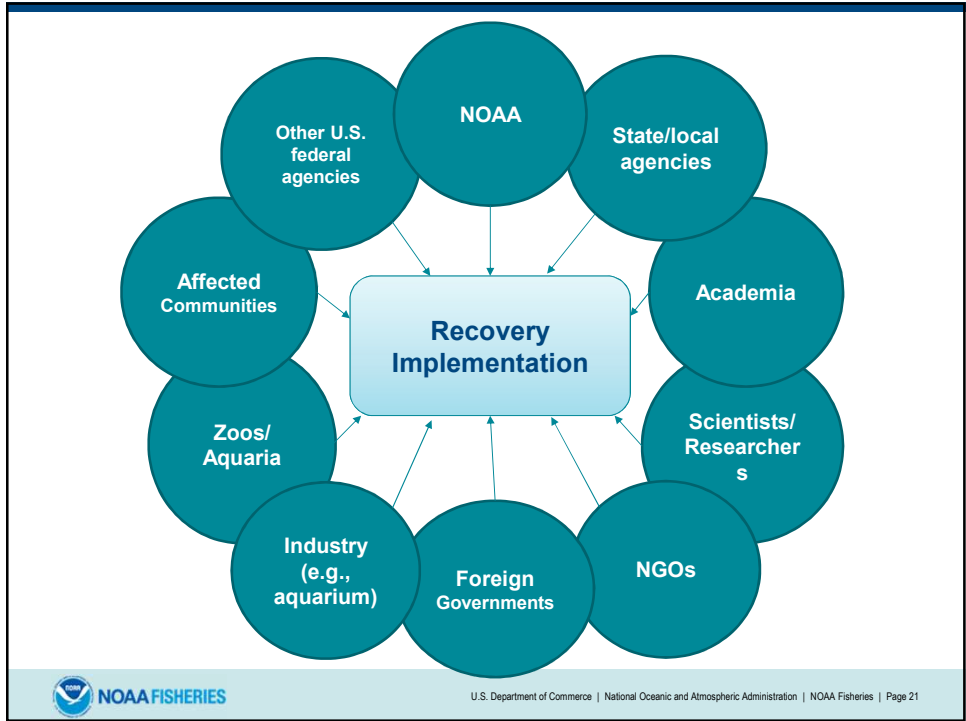 NOAA
State/local
agencies
Academia
Scientists/
Researcher
s
NGOs
Foreign
Governments
Industry
(e.g.,
aquarium)
Zoos/
Aquaria
Affected
Communities
Other U.S.
federal
agencies
Recovery
Implementation
NOAA
NOAA FISHERIES
U.S. Department of Commerce | National Oceanic and Atmospheric Administration | NOAA Fisheries | Page 21